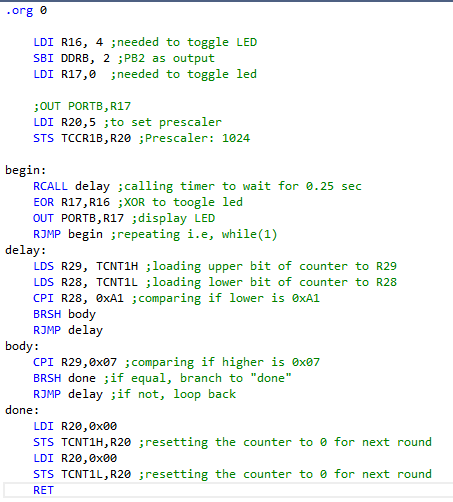 .org 0
LDI R16, 4 ;needed to toggle LED
SBI DDRB, 2 ;PB2 as output
LDI R17,0  ;needed to toggle led
;OUT PORTB,R17
LDI R20,5 ;to set prescaler
STS TCCR1B,R20 ;Prescaler: 1024
begin:
RCALL delay ;calling timer to wait for 0.25 sec
EOR R17,R16 ;XOR to toogle led
OUT PORTB,R17 ;display LED
RJMP begin ;repeating i.e, while(1)
delay:
LDS R29, TCNT1H ;loading upper bit of counter to R29
LDS R28, TCNT1L ;loading lower bit of counter to R28
CPI R28, 0xA1 ;comparing if lower is 0xA1
BRSH body
RJMP delay
body:
CPI R29,0x07 ;comparing if higher is 0x07
BRSH done ;if equal, branch to "done"
RJMP delay ;if not, loop back
done:
LDI R20,0x00
STS TCNT1H,R20 ;resetting the counter to 0 for next round
LDI R20,0x00
STS TCNT1L,R20 ;resetting the counter to 0 for next round
RET